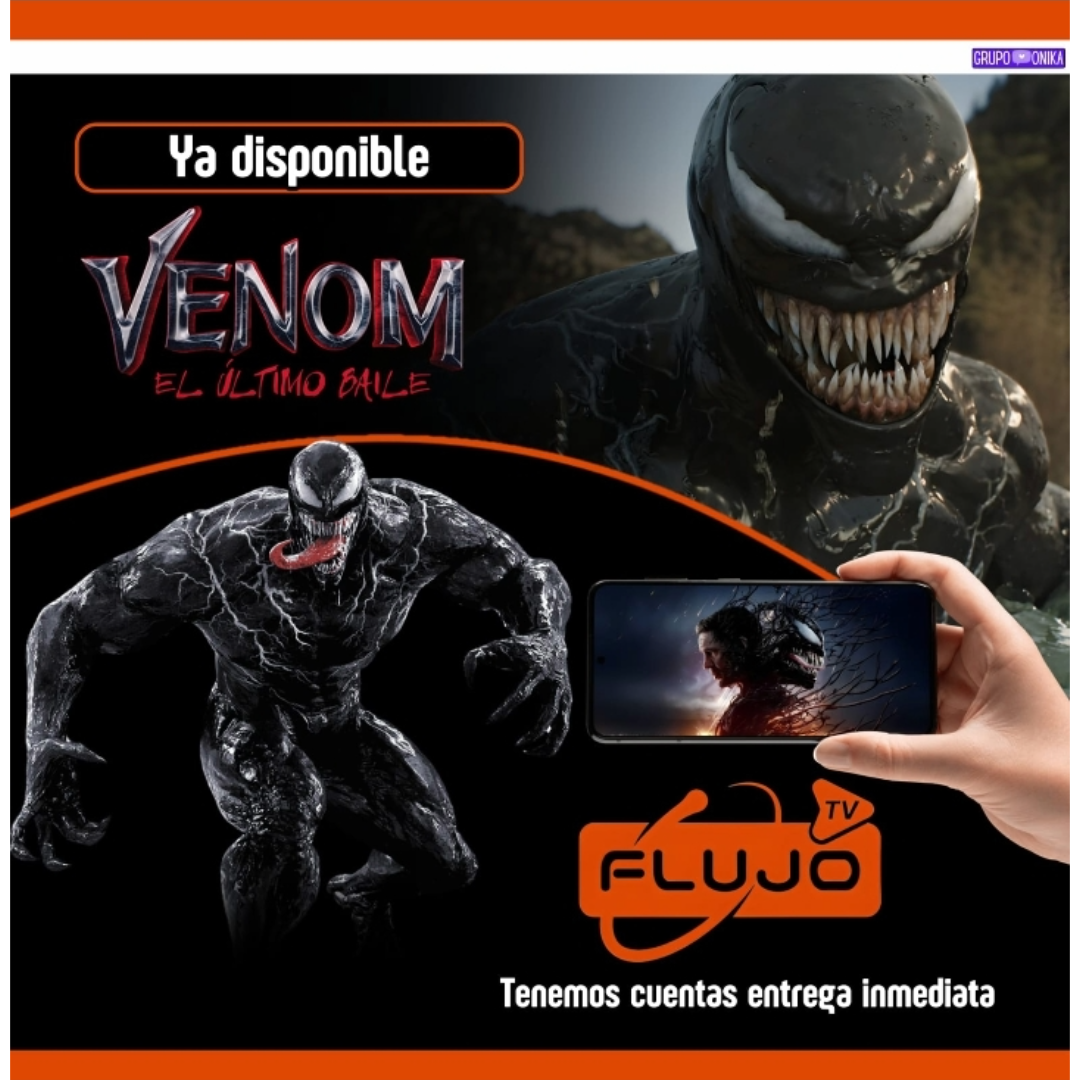 GRUPO ONIKA
Ya disponible
VENOM
EL ÚLTIMO BAILE
TV
FLUJO
Tenemos cuentas entrega inmediata